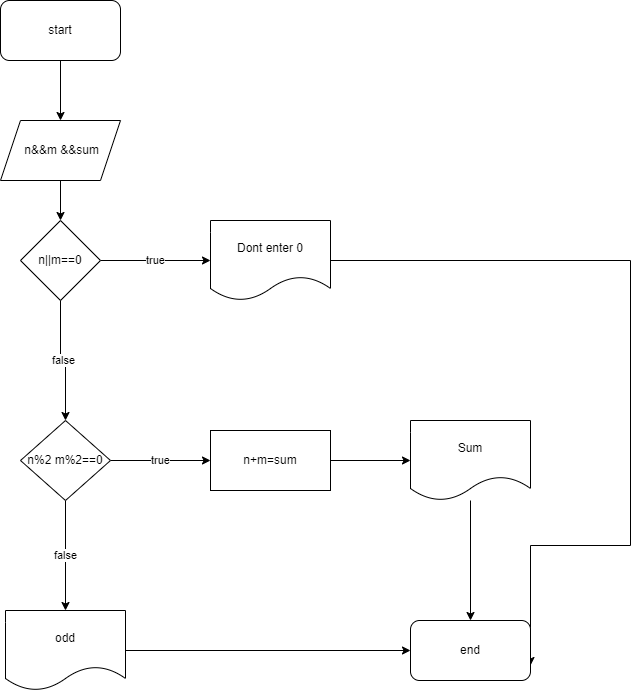 start
n&&m &&sum
n||m==0
true
Dont enter 0
false
n%2 m%2==0
true
n+m=sum
Sum
false
odd
end